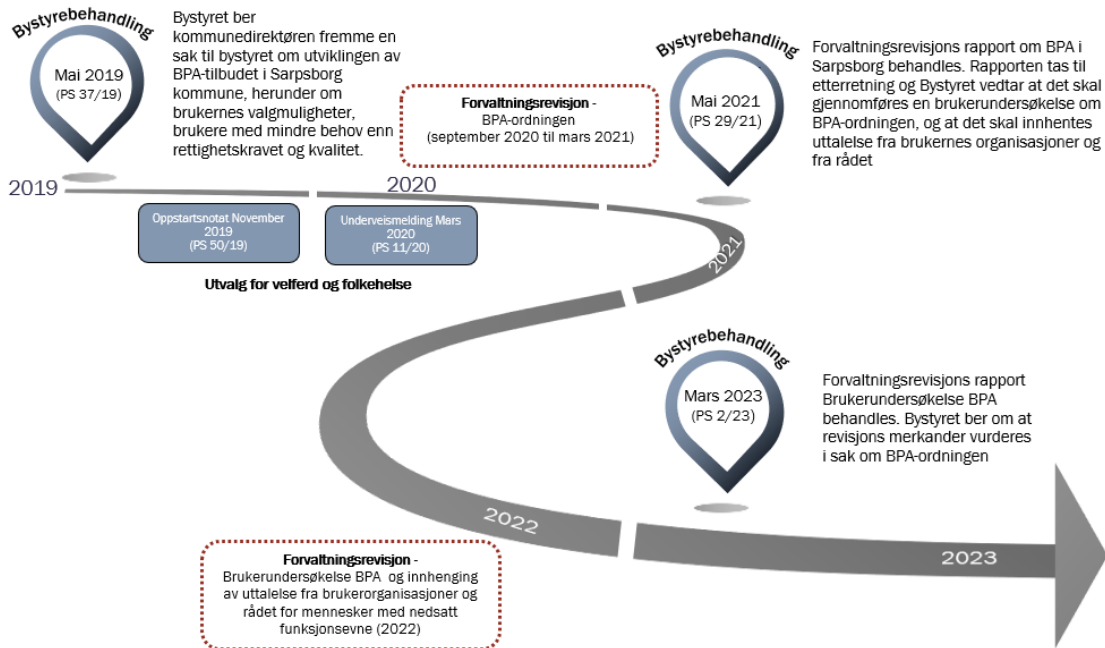 Bystyrebehandling
Mai 2019
(PS 37/19)
Bystyret ber
kommunedirektøren fremme en
sak til bystyret om utviklingen av
BPA-tilbudet i Sarpsborg
kommune, herunder om
brukernes valgmuligheter,
brukere med mindre behov enn
rettighetskravet og kvalitet.
Forvaltningsrevisjon -
BPA-ordningen
(september 2020 til mars 2021)
Bystyrebehandling
Mai 2021
(PS 29/21)
Forvaltningsrevisjons rapport om BPA i
Sarpsborg behandles. Rapporten tas til
etterretning og Bystyret vedtar at det skal
gjennomføres en brukerundersøkelse om
BPA-ordningen, og at det skal innhentes
uttalelse fra brukernes organisasjoner og
fra rådet
2019
2020
Oppstartsnotat November
2019
(PS 50/19)
Underveismelding Mars
2020
(PS 11/20)
Utvalg for velferd og folkehelse
2021
Bystyrebehandling
Mars 2023
(PS 2/23)
Forvaltningsrevisjons rapport
Brukerundersøkelse BPA
behandles. Bystyret ber om at
revisjons merkander vurderes
i sak om BPA-ordningen
2022
2023
Forvaltningsrevisjon -
Brukerundersøkelse BPA og innhenging
av uttalelse fra brukerorganisasjoner og
rådet for mennesker med nedsatt
funksjonsevne (2022)